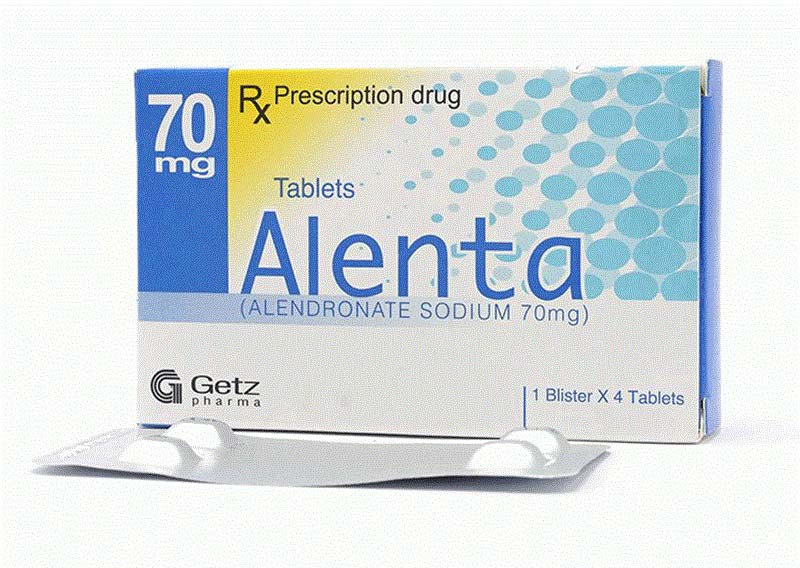 70
mg
Rx Prescription drug
Tablets
Alenta
(ALENDRONATE SODIUM 70mg)
Getz
pharma
1 Blister X 4 Tablets